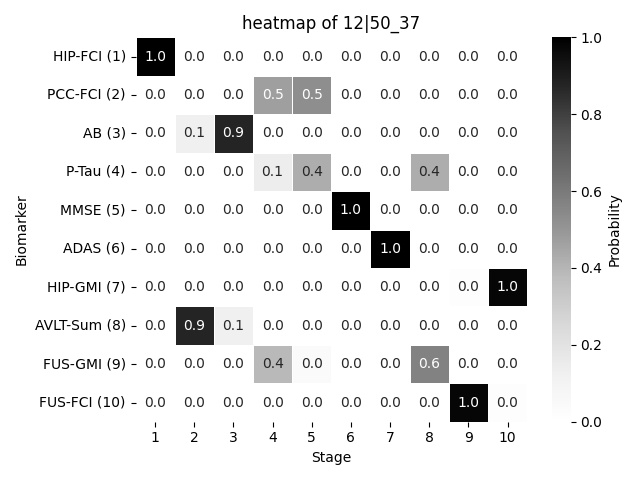 heatmap of 12|50_37
HIP-FCI (1) 1.0 0.0 0.0 0.0 0.0 0.0 0.0 0.0 0.0 0.0
PCC-FCI (2) 0.0 0.0 0.0 0.5 0.5 0.0 0.0 0.0 0.0 0.0
AB (3) 0.0 0.1 0.9 0.0 0.0 0.0 0.0 0.0 0.0 0.0
P-Tau (4) 0.0 0.0 0.0 0.1 0.4 0.0 0.0 0.4 0.0 0.0
MMSE (5) 0.0 0.0 0.0 0.0 0.0 1.0 0.0 0.0 0.0 0.0
ADAS (6) 0.0 0.0 0.0 0.0 0.0 0.0 1.0 0.0 0.0 0.0
HIP-GMI (7) 0.0 0.0 0.0 0.0 0.0 0.0 0.0 0.0 0.0 1.0
AVLT-Sum (8) 0.0 0.9 0.1 0.0 0.0 0.0 0.0 0.0 0.0 0.0
FUS-GMI (9) 0.0 0.0 0.0 0.4 0.0 0.0 0.0 0.6 0.0 0.0
FUS-FCI (10) 0.0 0.0 0.0 0.0 0.0 0.0 0.0 0.0 1.0 0.0
1 2 3 4 5 6 7 8 9 10
Stage
Biomarker
1.0
0.8
0.6
0.4
0.2
0.0
Probability